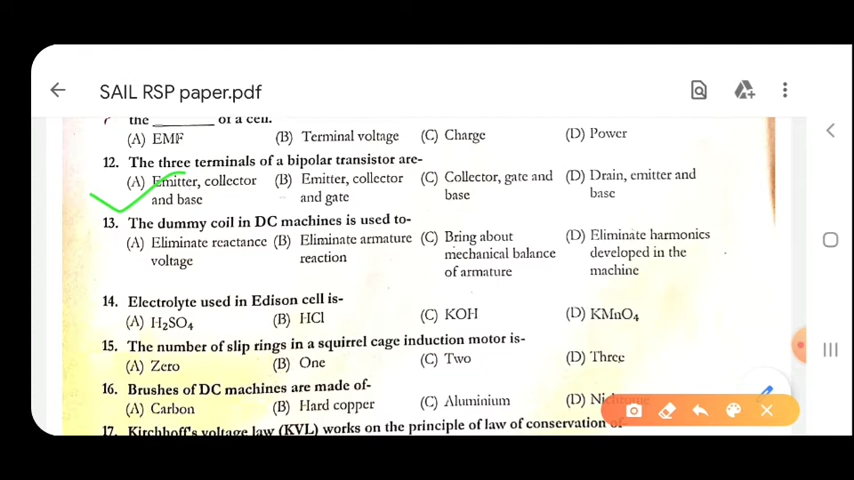 SAIL RSP paper.pdf
the ________ of a cell.
(A) EMF (B) Terminal voltage (C) Charge (D) Power
12. The three terminals of a bipolar transistor are-
(A) Emitter, collector (B) Emitter, collector (C) Collector, gate and (D) Drain, emitter and
and base and gate base base
13. The dummy coil in DC machines is used to-
(A) Eliminate reactance (B) Eliminate armature (C) Bring about (D) Eliminate harmonics
voltage reaction mechanical balance developed in the
of armature machine
14. Electrolyte used in Edison cell is-
(A) H₂SO₄ (B) HCl (C) KOH (D) KMnO₄
15. The number of slip rings in a squirrel cage induction motor is-
(A) Zero (B) One (C) Two (D) Three
16. Brushes of DC machines are made of-
(A) Carbon (B) Hard copper (C) Aluminium (D)
17. Kirchhoff's voltage law (KVL) works on the principle of law of conservation of-